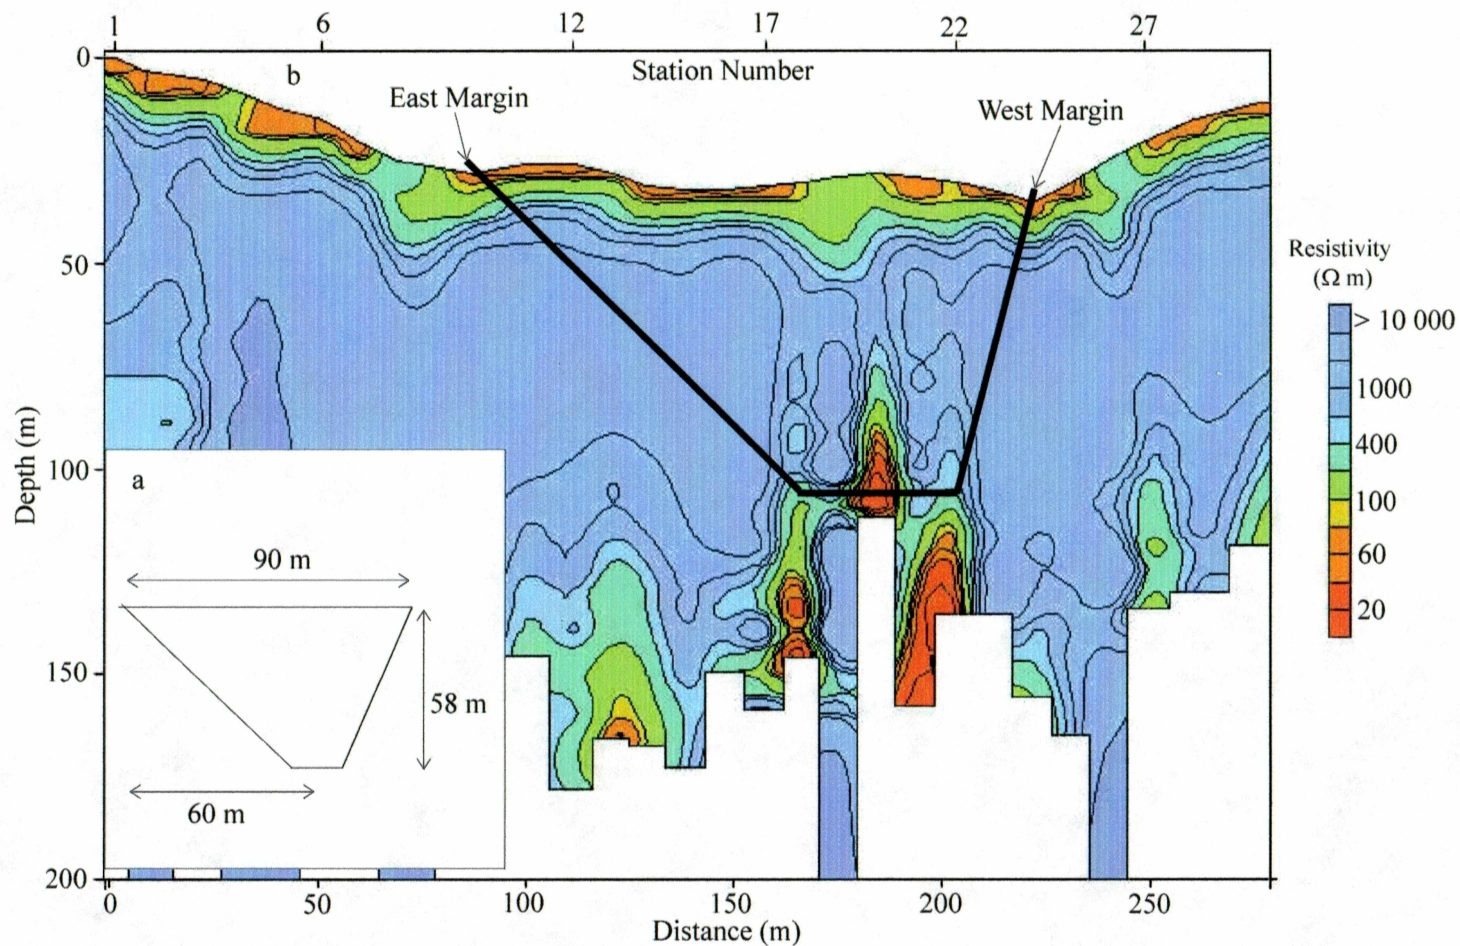 1 6 12 17 22 27
Station Number
b
East Margin
West Margin
0
50
100
150
200
Depth (m)
a
90 m
58 m
60 m
0 50 100 150 200 250
Distance (m)
Resistivity
(Ω m)
> 10 000
1000
400
100
60
20